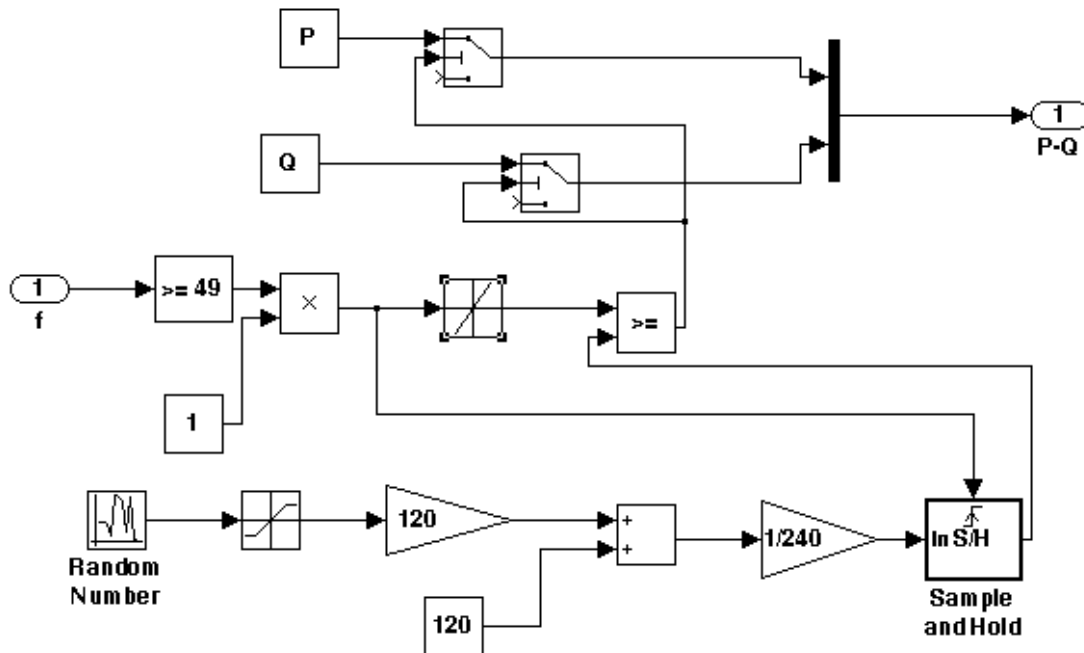 P
1
P-Q
Q
1
f
>= 49
×
>=
1
120
+
+
1/240
In S/H
Random
Number
120
Sample
and Hold